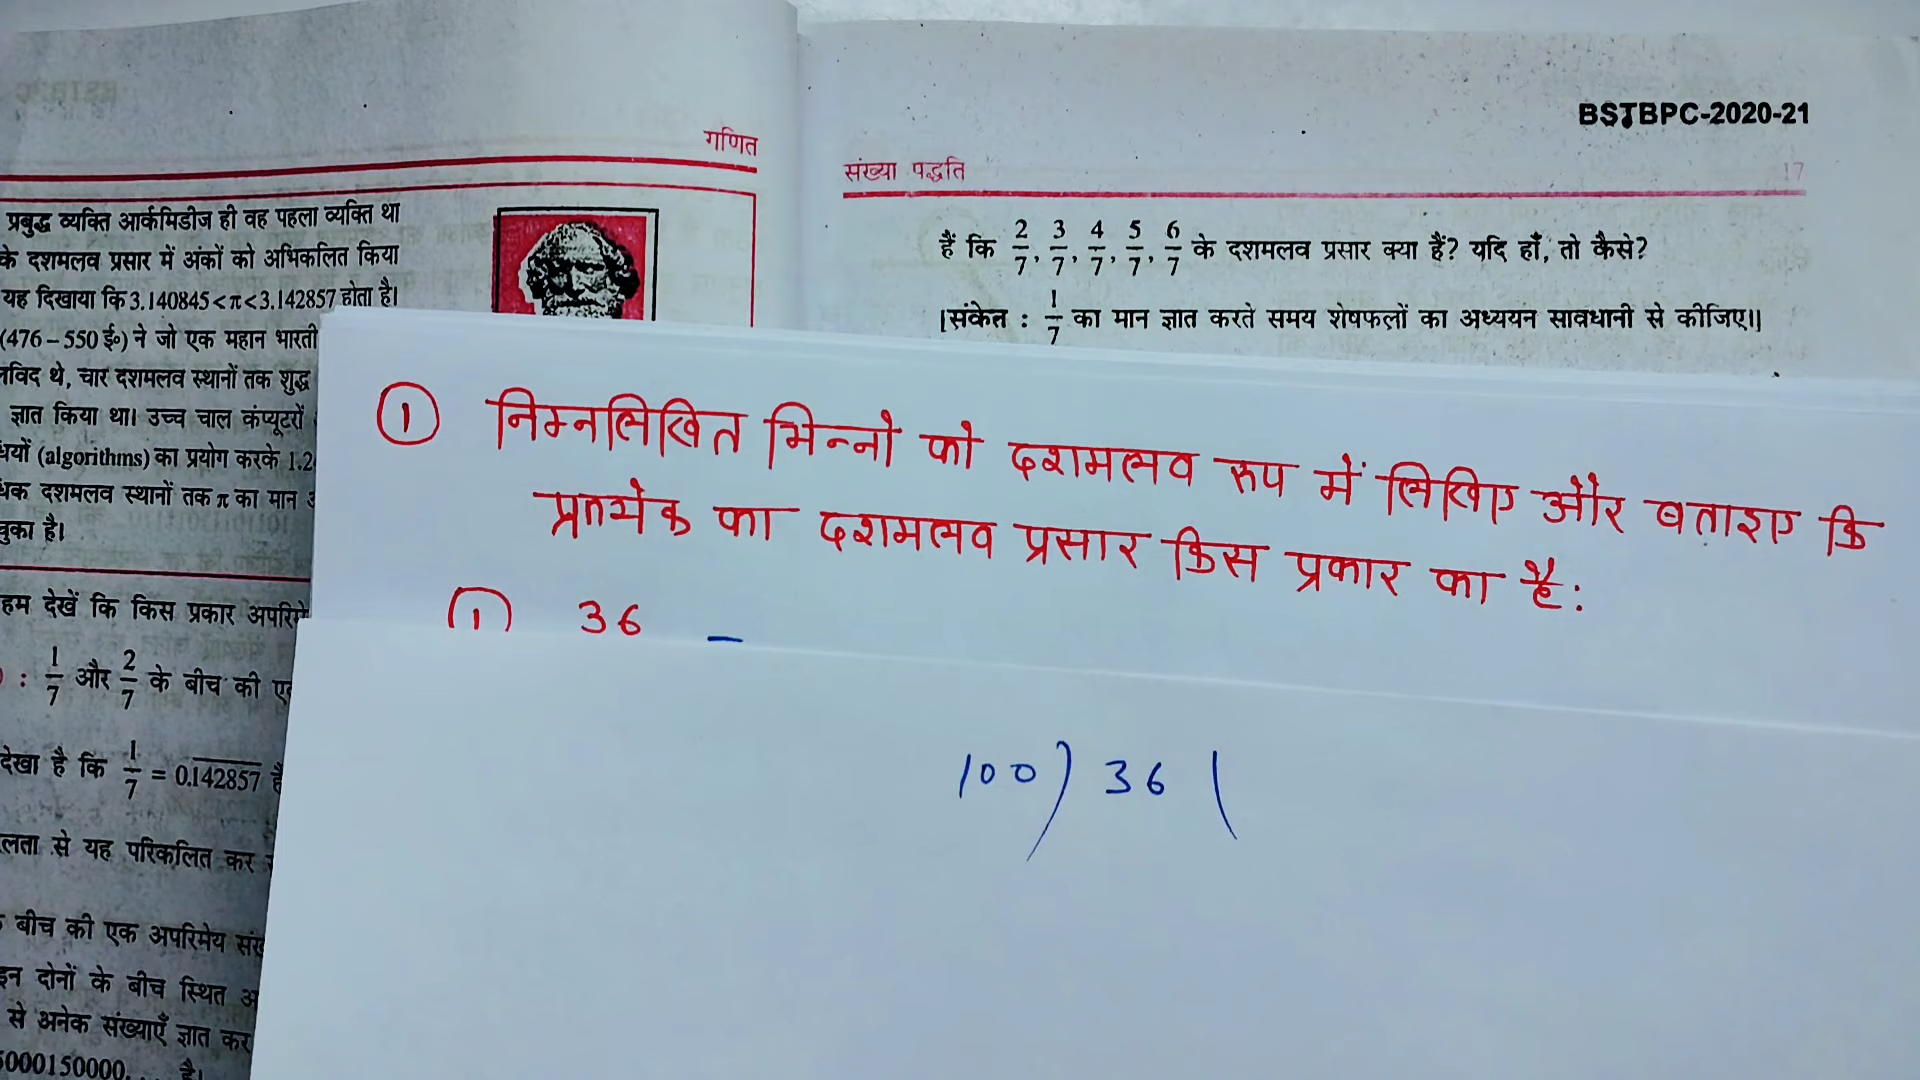 गणित
प्रबुद्ध व्यक्ति आर्कमिडीज ही वह पहला व्यक्ति था
के दशमलव प्रसार में अंकों को अभिकलित किया
यह दिखाया कि 3.140845 < π < 3.142857 होता है।
(476 – 550 ई॰) ने जो एक महान भारती
विद थे, चार दशमलव स्थानों तक शुद्ध
ज्ञात किया था। उच्च चाल कंप्यूटरों
(algorithms) का प्रयोग करके 1.2
दशमलव स्थानों तक π का मान
चुका है।
हम देखें कि किस प्रकार अपरिमे
: 1/7 और 2/7 के बीच की ए
देखा है कि 1/7 = 0.\overline{142857} है
लता से यह परिकलित कर
बीच की एक अपरिमेय संख
इन दोनों के बीच स्थित अ
से अनेक संख्याएँ ज्ञात कर
5000150000... है।
BSTBPC-2020-21
संख्या पद्धति 17
हैं कि 2/7, 3/7, 4/7, 5/7, 6/7 के दशमलव प्रसार क्या हैं? यदि हाँ, तो कैसे?
[संकेत : 1/7 का मान ज्ञात करते समय शेषफलों का अध्ययन सावधानी से कीजिए।]
① निम्नलिखित भिन्नो को दशमलव रूप में लिखिए और बताइए कि
प्रत्येक का दशमलव प्रसार किस प्रकार का है:
① 36
100) 36 (